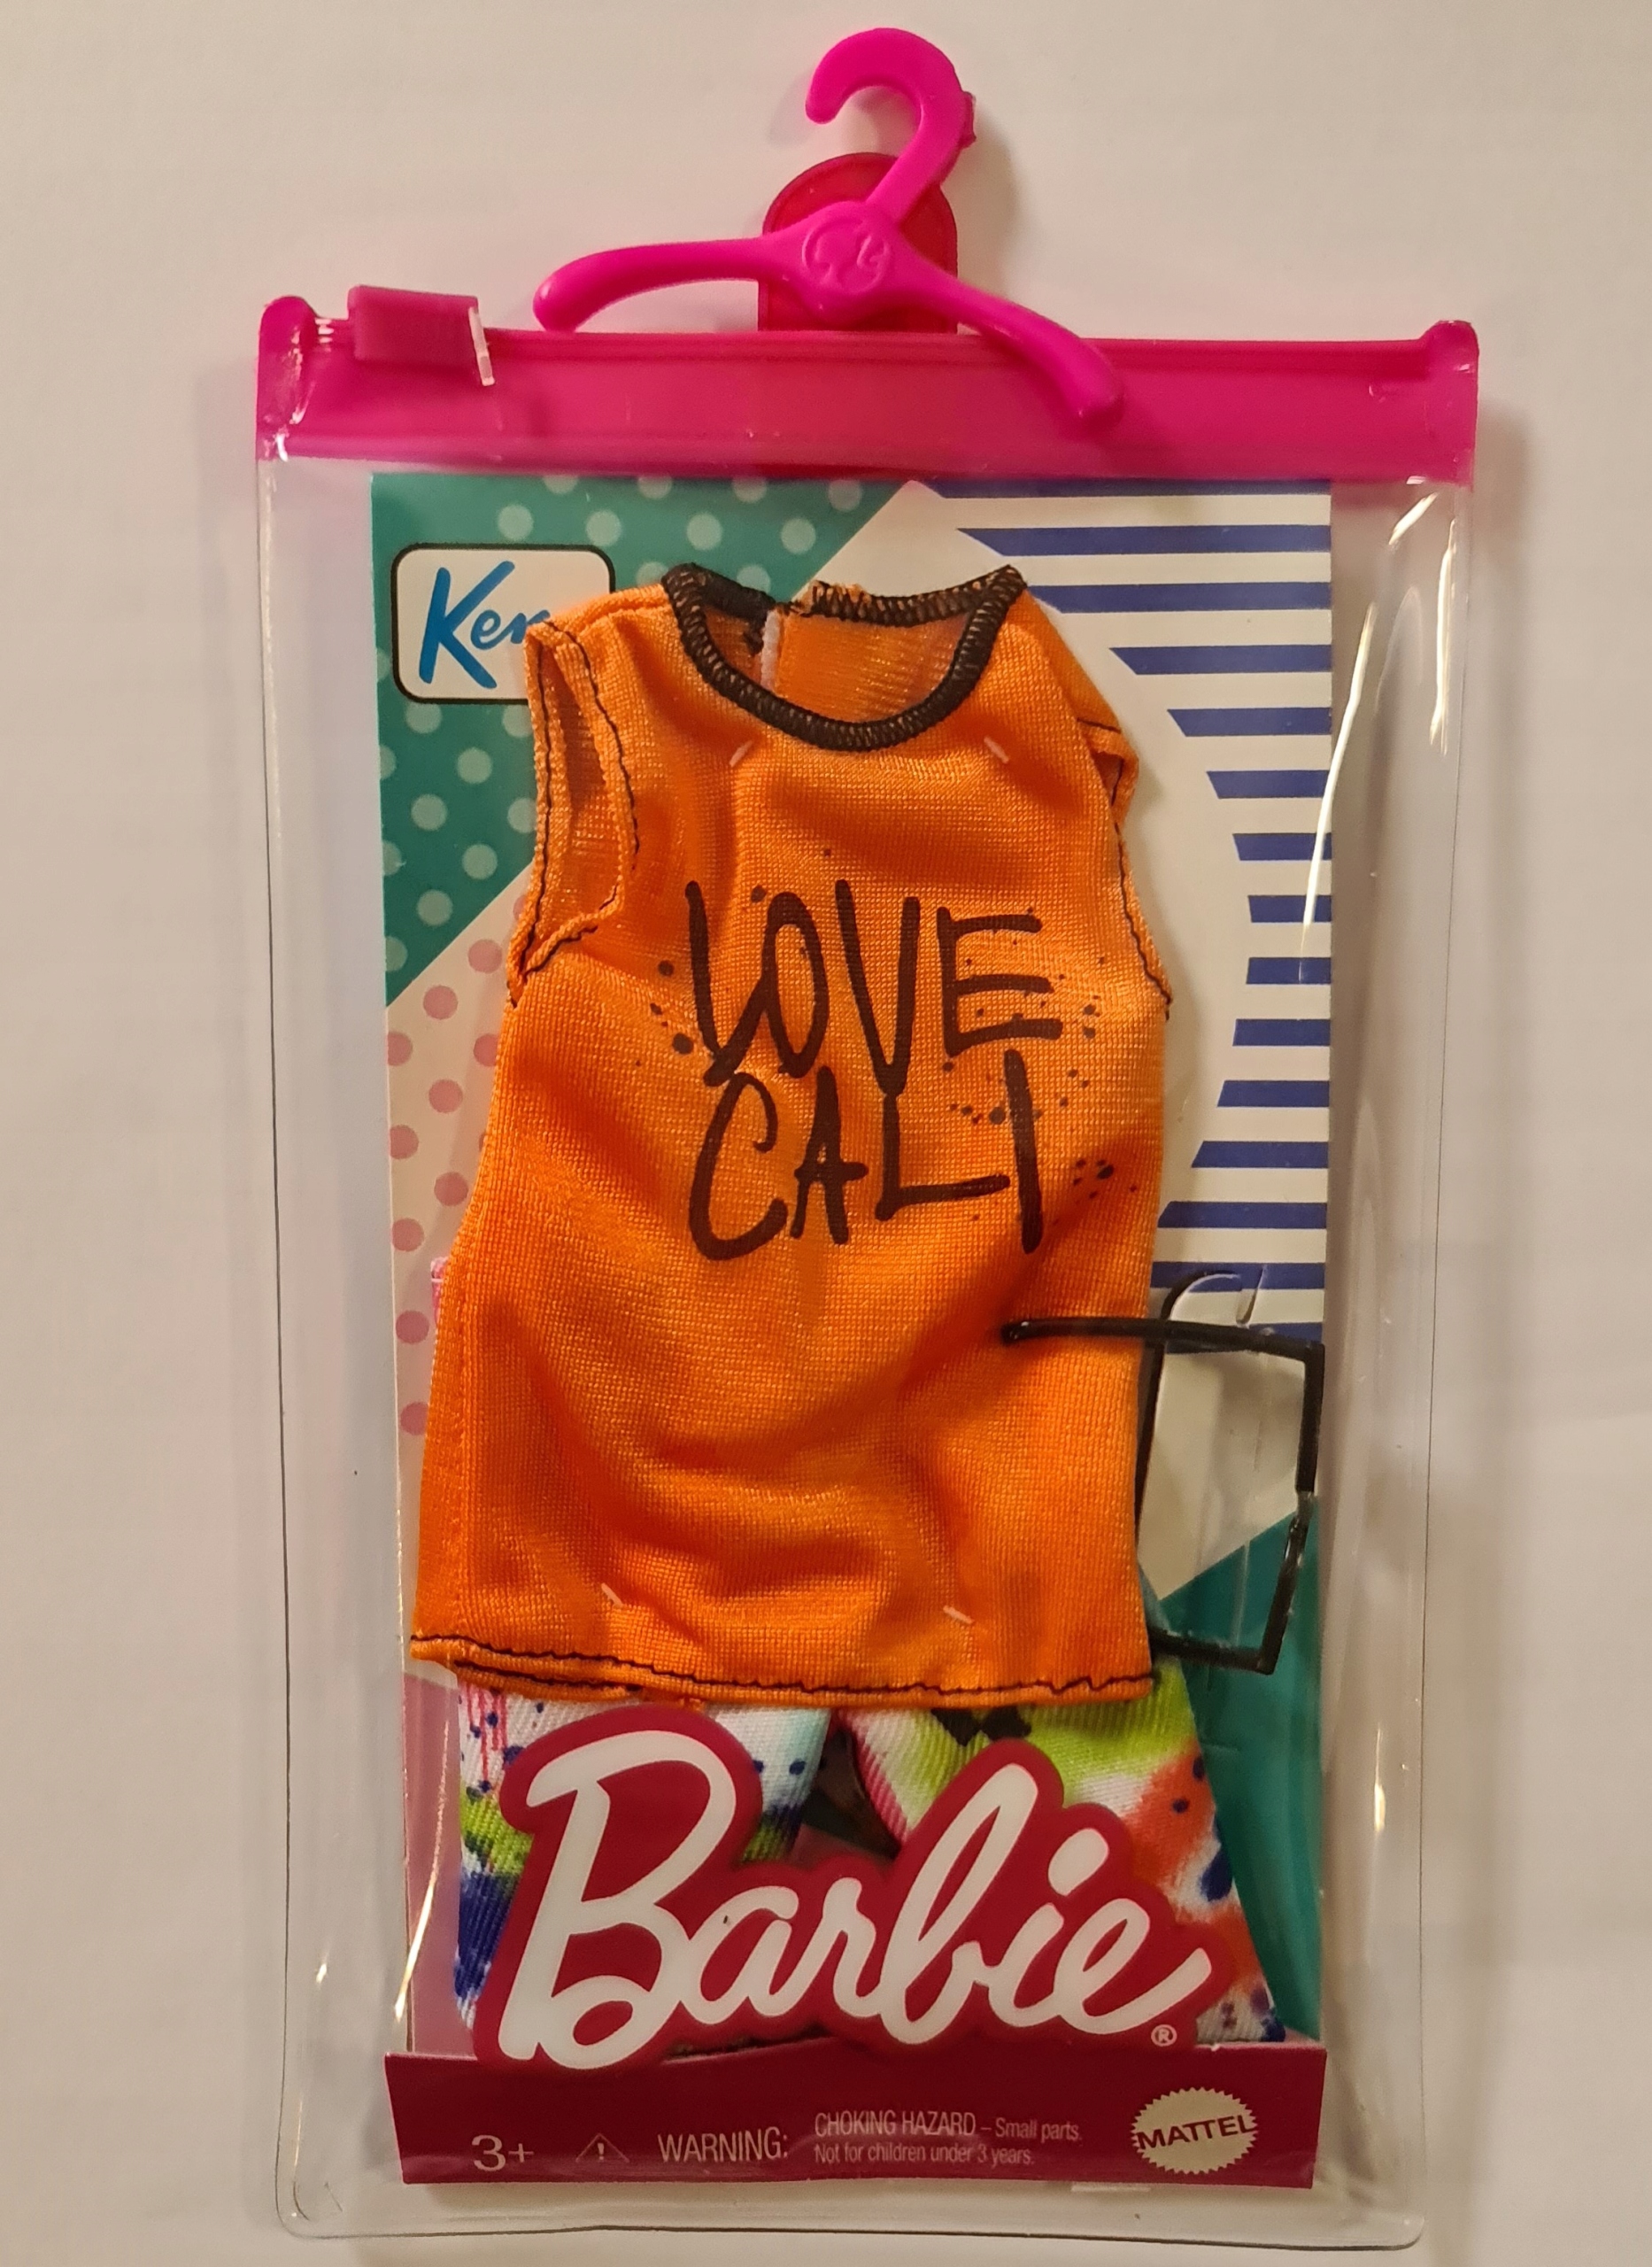 Ken
LOVE
CALI
Barbie®
3+
WARNING:
CHOKING HAZARD – Small parts.
Not for children under 3 years.
MATTEL